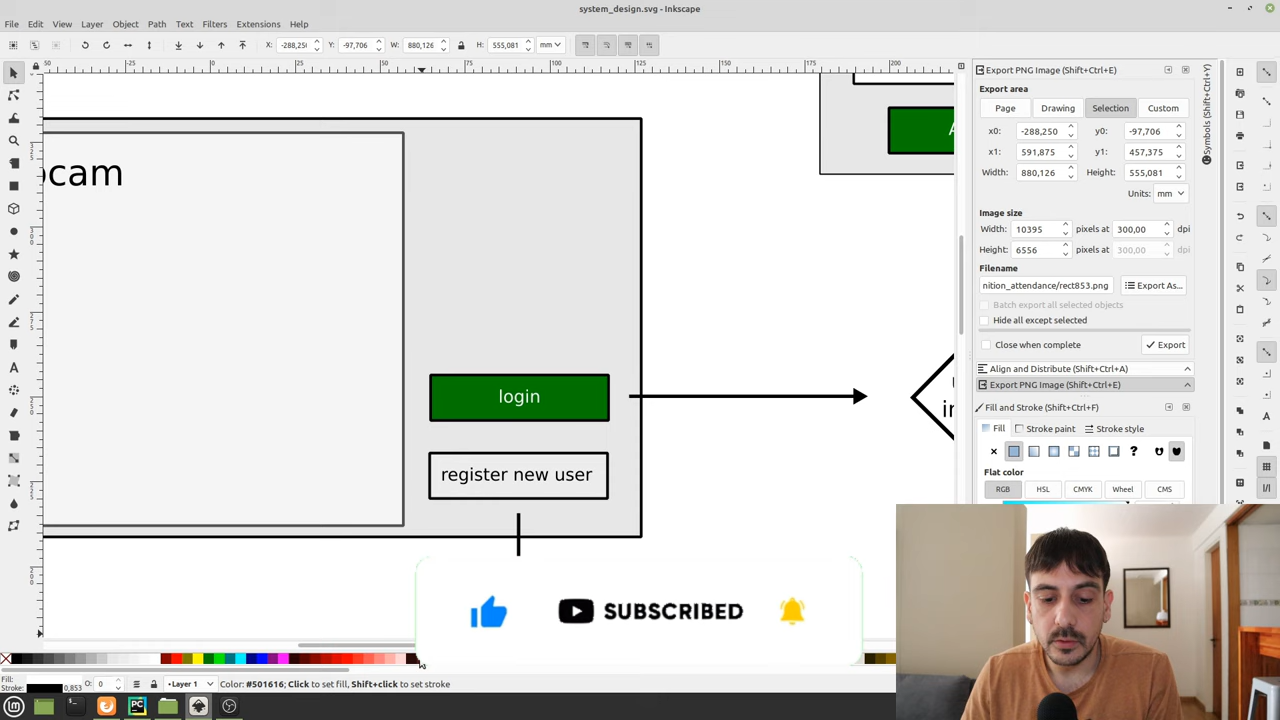 system_design.svg - Inkscape
File Edit View Layer Object Path Text Filters Extensions Help
X: -288,250 Y: -97,706 W: 880,126 H: 555,081 mm
Export PNG Image (Shift+Ctrl+E)
Export area
Page Drawing Selection Custom
x0: -288,250 y0: -97,706
x1: 591,875 y1: 457,375
Width: 880,126 Height: 555,081
Units: mm
Image size
Width: 10395 pixels at 300,00 dpi
Height: 6556 pixels at 300,00 dpi
Filename
nition_attendance/rect853.png Export As...
Batch export all selected objects
Hide all except selected
Close when complete Export
Align and Distribute (Shift+Ctrl+A)
Export PNG Image (Shift+Ctrl+E)
Fill and Stroke (Shift+Ctrl+F)
Fill Stroke paint Stroke style
Flat color
RGB HSL CMYK Wheel CMS
Symbols (Shift+Ctrl+Y)
cam
login
register new user
SUBSCRIBED
Fill:
Stroke: 0,853 O: 0 Layer 1 Color: #501616; Click to set fill, Shift+click to set stroke